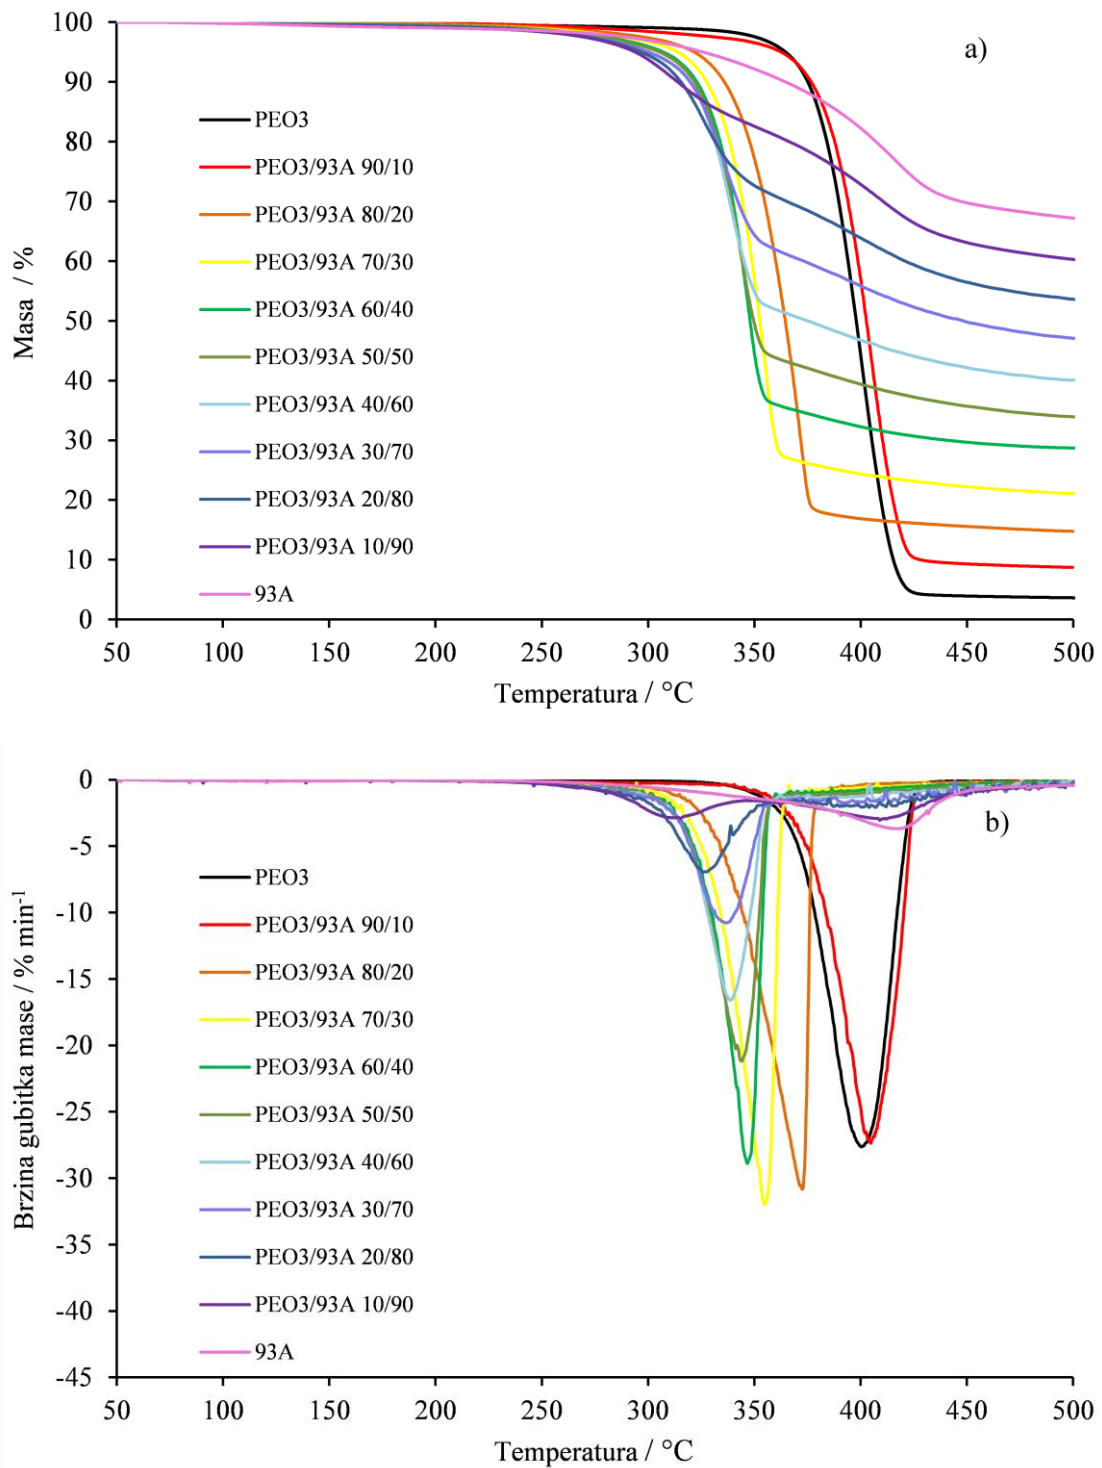 a)
100
90
80
70
60
50
40
30
20
10
0
Masa / %
PEO3
PEO3/93A 90/10
PEO3/93A 80/20
PEO3/93A 70/30
PEO3/93A 60/40
PEO3/93A 50/50
PEO3/93A 40/60
PEO3/93A 30/70
PEO3/93A 20/80
PEO3/93A 10/90
93A
50 100 150 200 250 300 350 400 450 500
Temperatura / °C
b)
0
-5
-10
-15
-20
-25
-30
-35
-40
-45
Brzina gubitka mase / % min⁻¹
PEO3
PEO3/93A 90/10
PEO3/93A 80/20
PEO3/93A 70/30
PEO3/93A 60/40
PEO3/93A 50/50
PEO3/93A 40/60
PEO3/93A 30/70
PEO3/93A 20/80
PEO3/93A 10/90
93A
50 100 150 200 250 300 350 400 450 500
Temperatura / °C